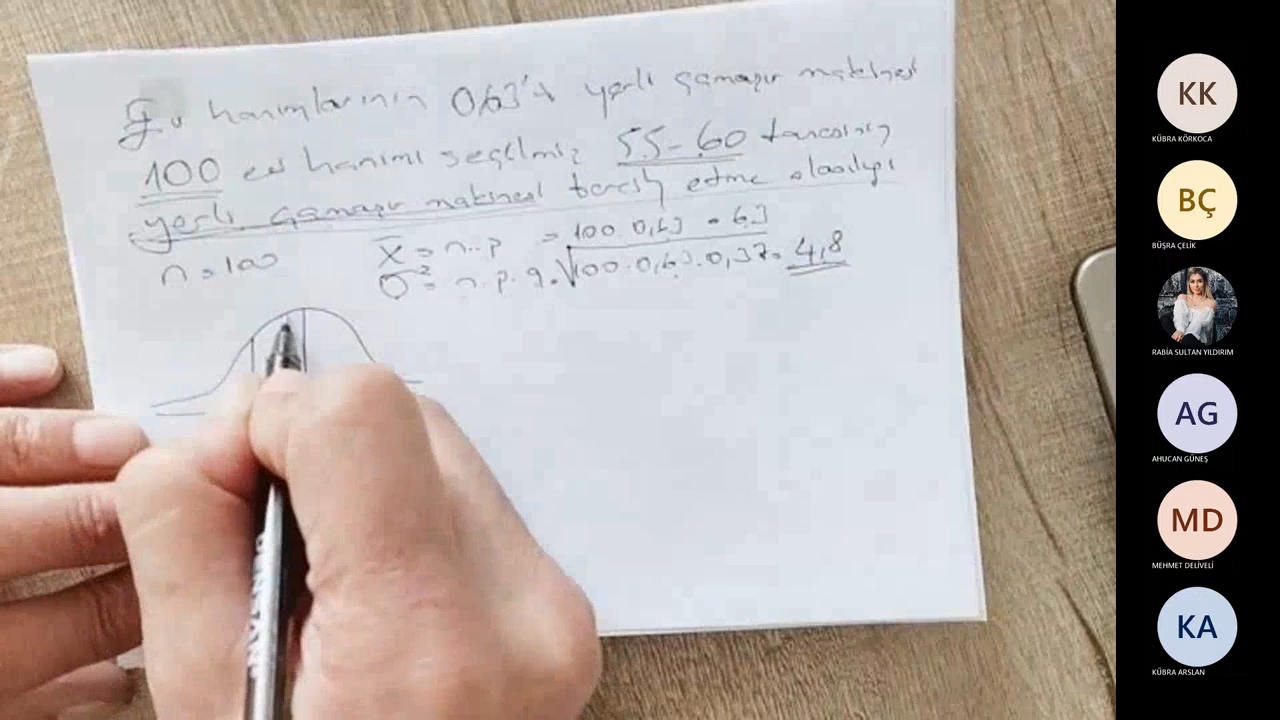 Ev hanımlarının 0,63'ü yerli çamaşır makinesi
100 ev hanımı seçilmiş 55-60 tanesinin
yerli çamaşır makinesi tercih etme olasılığı
n = 100
x̄ = n.p = 100.0,63 = 63
σ² = n.p.q = √100.0,63.0,37 = 4,8
KK
KÜBRA KÖRKOCA
BÇ
BÜŞRA ÇELİK
RABİA SULTAN YILDIRIM
AG
AHUCAN GÜNEŞ
MD
MEHMET DELİVELİ
KA
KÜBRA ARSLAN